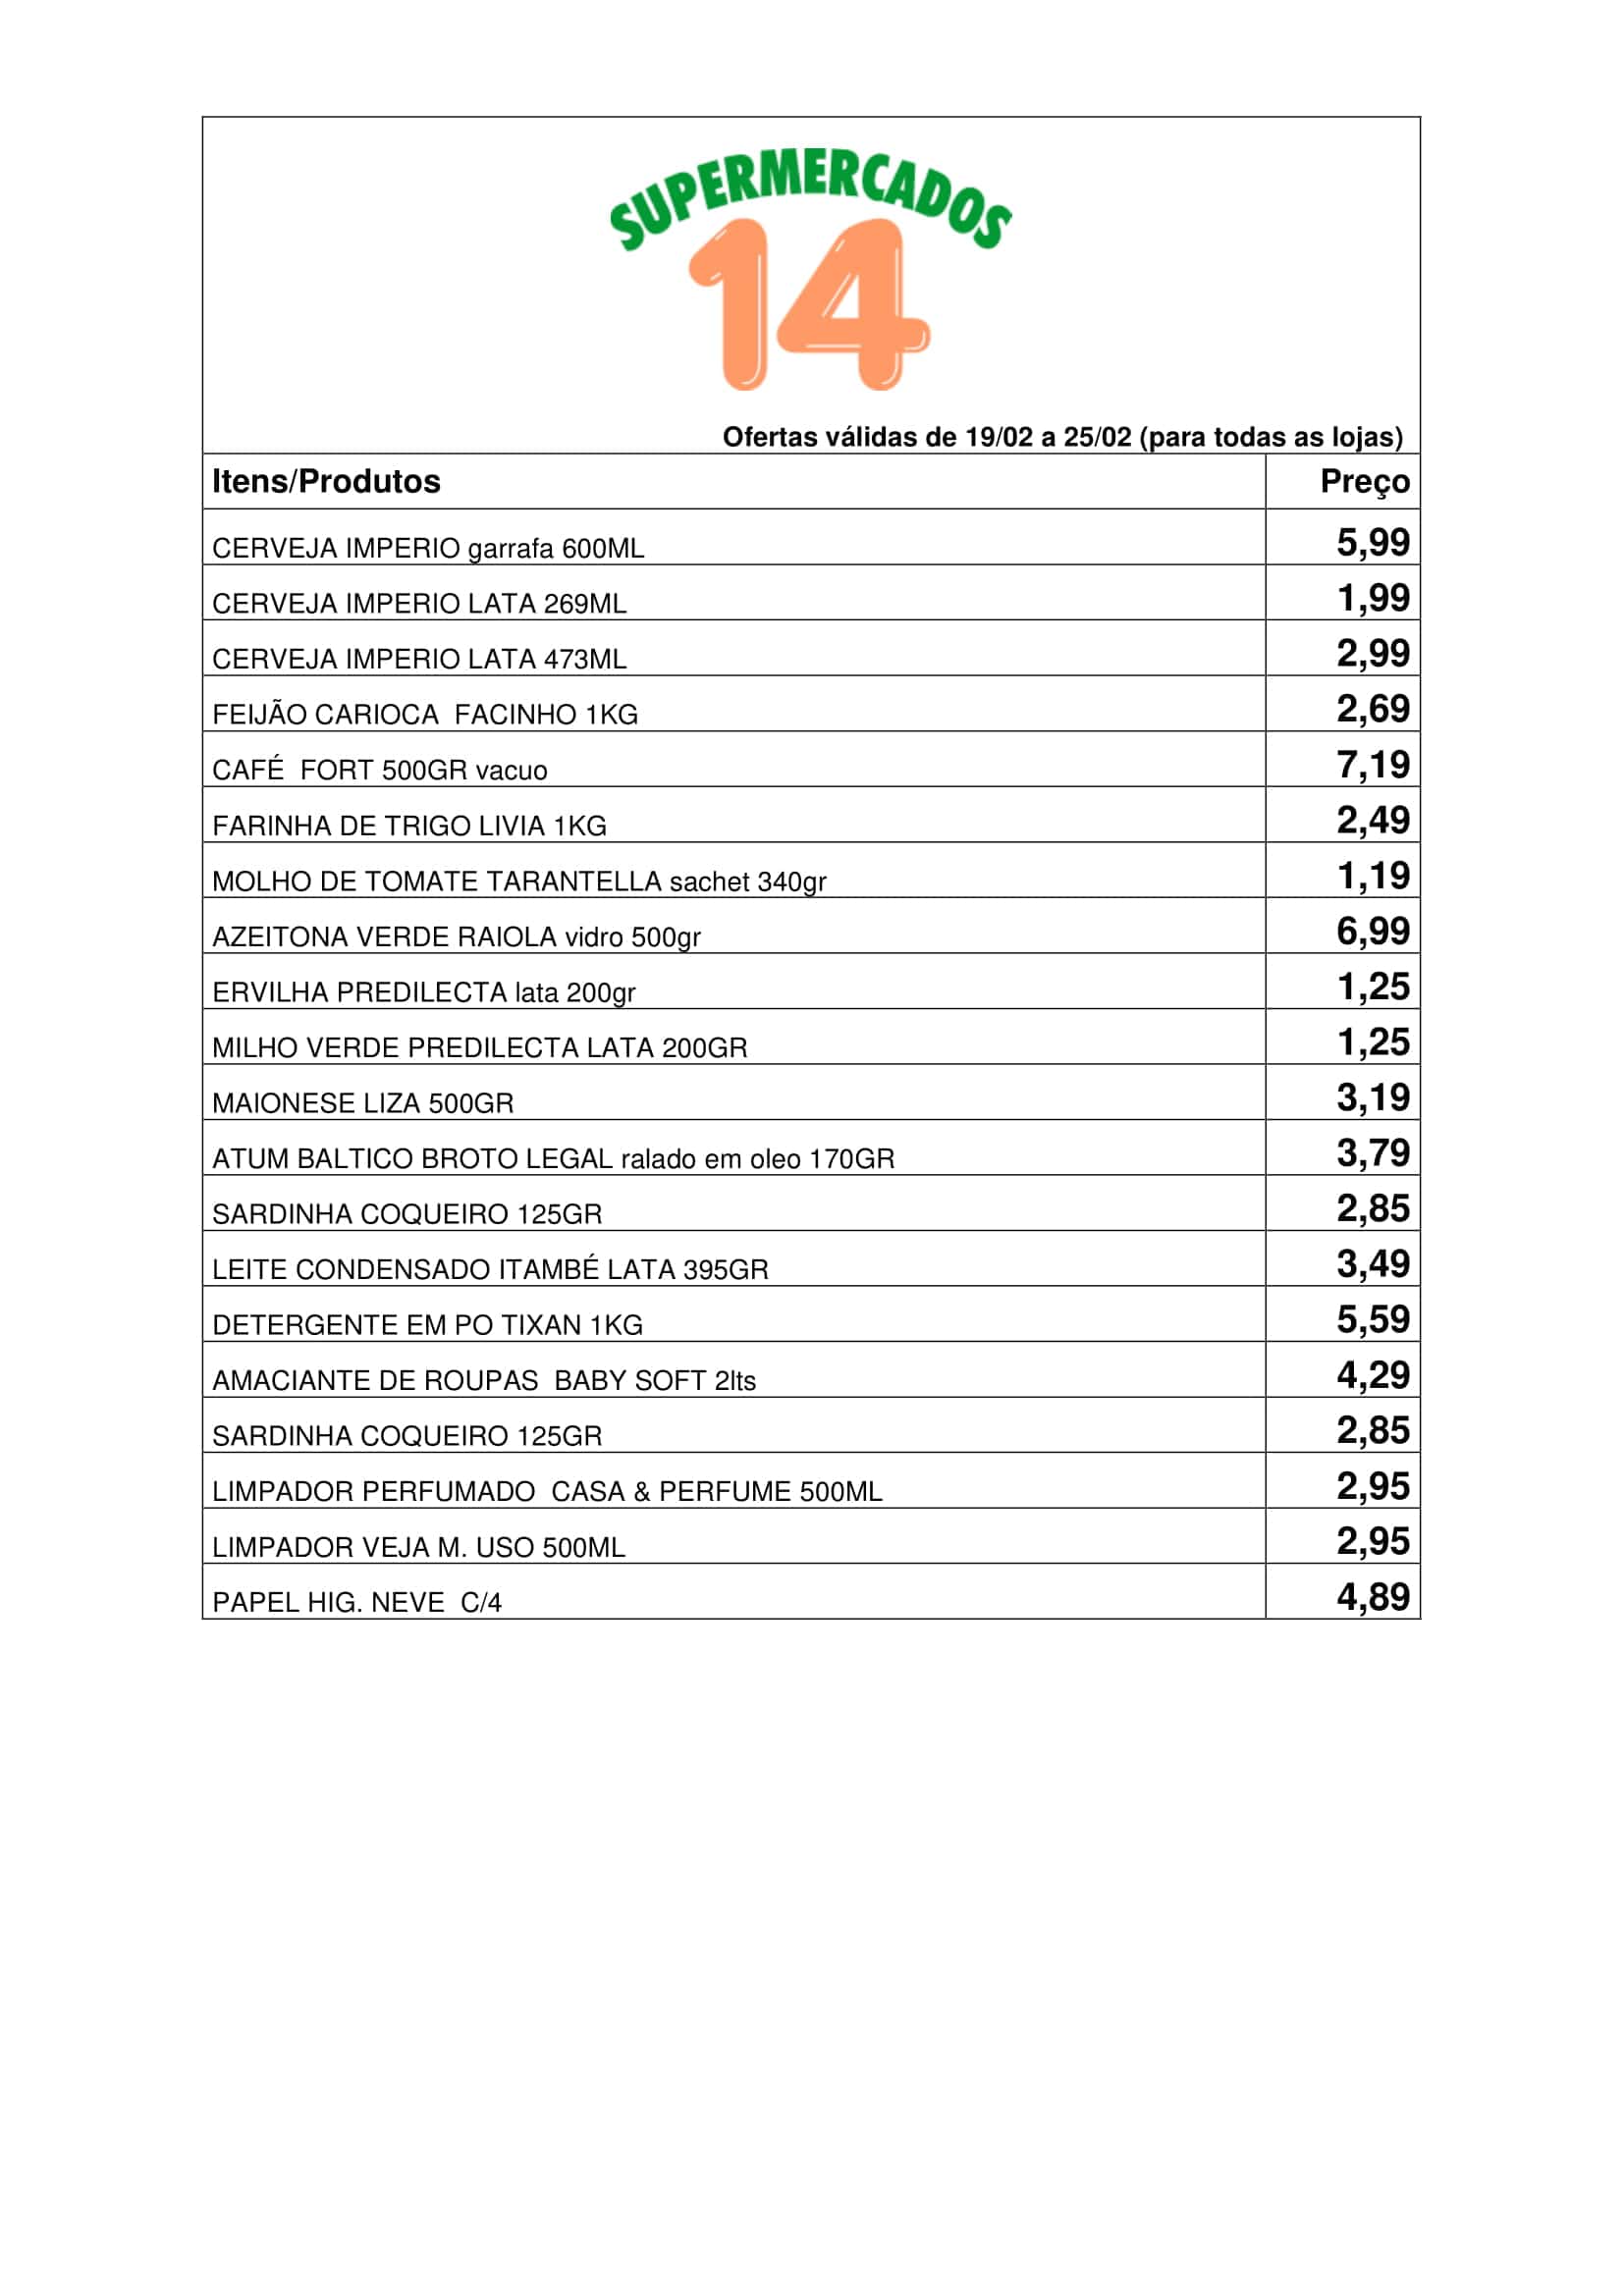 SUPERMERCADOS
14
Ofertas válidas de 19/02 a 25/02 (para todas as lojas)
Itens/Produtos Preço
CERVEJA IMPERIO garrafa 600ML 5,99
CERVEJA IMPERIO LATA 269ML 1,99
CERVEJA IMPERIO LATA 473ML 2,99
FEIJÃO CARIOCA  FACINHO 1KG 2,69
CAFÉ  FORT 500GR vacuo 7,19
FARINHA DE TRIGO LIVIA 1KG 2,49
MOLHO DE TOMATE TARANTELLA sachet 340gr 1,19
AZEITONA VERDE RAIOLA vidro 500gr 6,99
ERVILHA PREDILECTA lata 200gr 1,25
MILHO VERDE PREDILECTA LATA 200GR 1,25
MAIONESE LIZA 500GR 3,19
ATUM BALTICO BROTO LEGAL ralado em oleo 170GR 3,79
SARDINHA COQUEIRO 125GR 2,85
LEITE CONDENSADO ITAMBÉ LATA 395GR 3,49
DETERGENTE EM PO TIXAN 1KG 5,59
AMACIANTE DE ROUPAS  BABY SOFT 2lts 4,29
SARDINHA COQUEIRO 125GR 2,85
LIMPADOR PERFUMADO  CASA & PERFUME 500ML 2,95
LIMPADOR VEJA M. USO 500ML 2,95
PAPEL HIG. NEVE  C/4 4,89